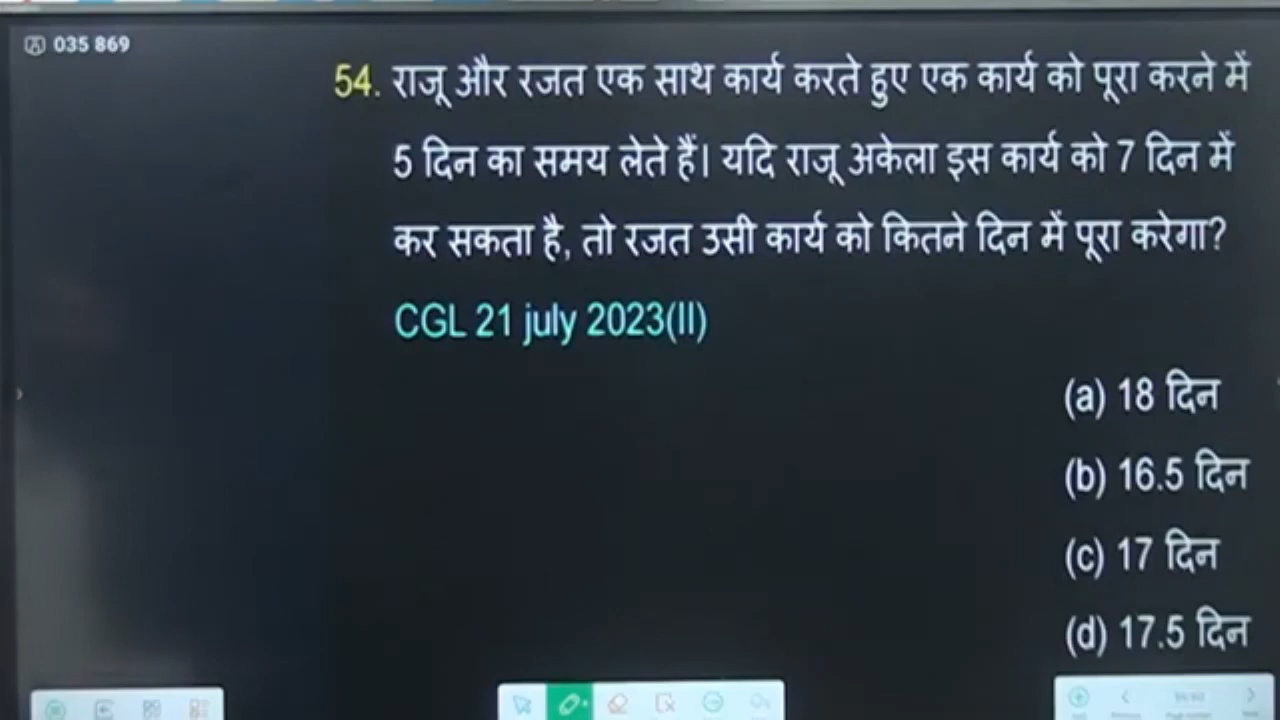 035 869
54. राजू और रजत एक साथ कार्य करते हुए एक कार्य को पूरा करने में
5 दिन का समय लेते हैं। यदि राजू अकेला इस कार्य को 7 दिन में
कर सकता है, तो रजत उसी कार्य को कितने दिन में पूरा करेगा?
CGL 21 july 2023(II)
(a) 18 दिन
(b) 16.5 दिन
(c) 17 दिन
(d) 17.5 दिन